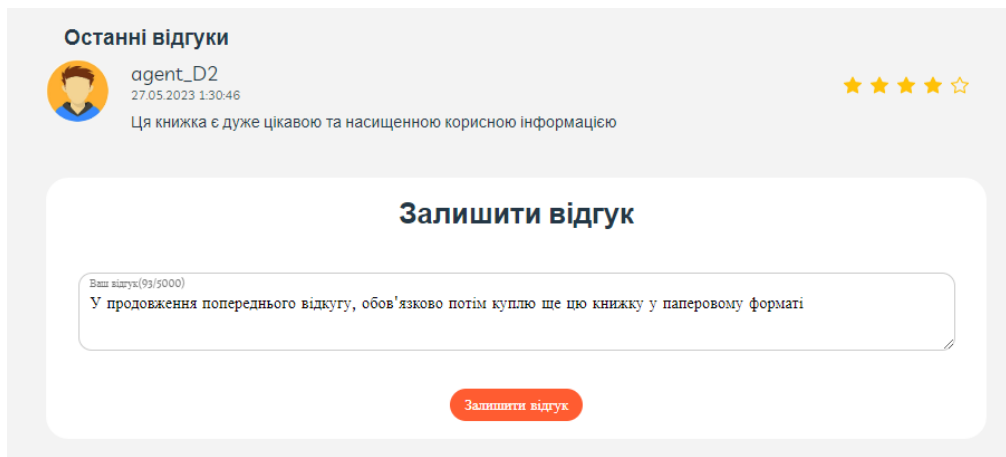 Останні відгуки
agent_D2
27.05.2023 1:30:46
Ця книжка є дуже цікавою та насищенною корисною інформацією
Залишити відгук
Ваш відгук(93/5000)
У продовження попереднього відкугу, обов'язково потім куплю ще цю книжку у паперовому форматі
Залишити відгук